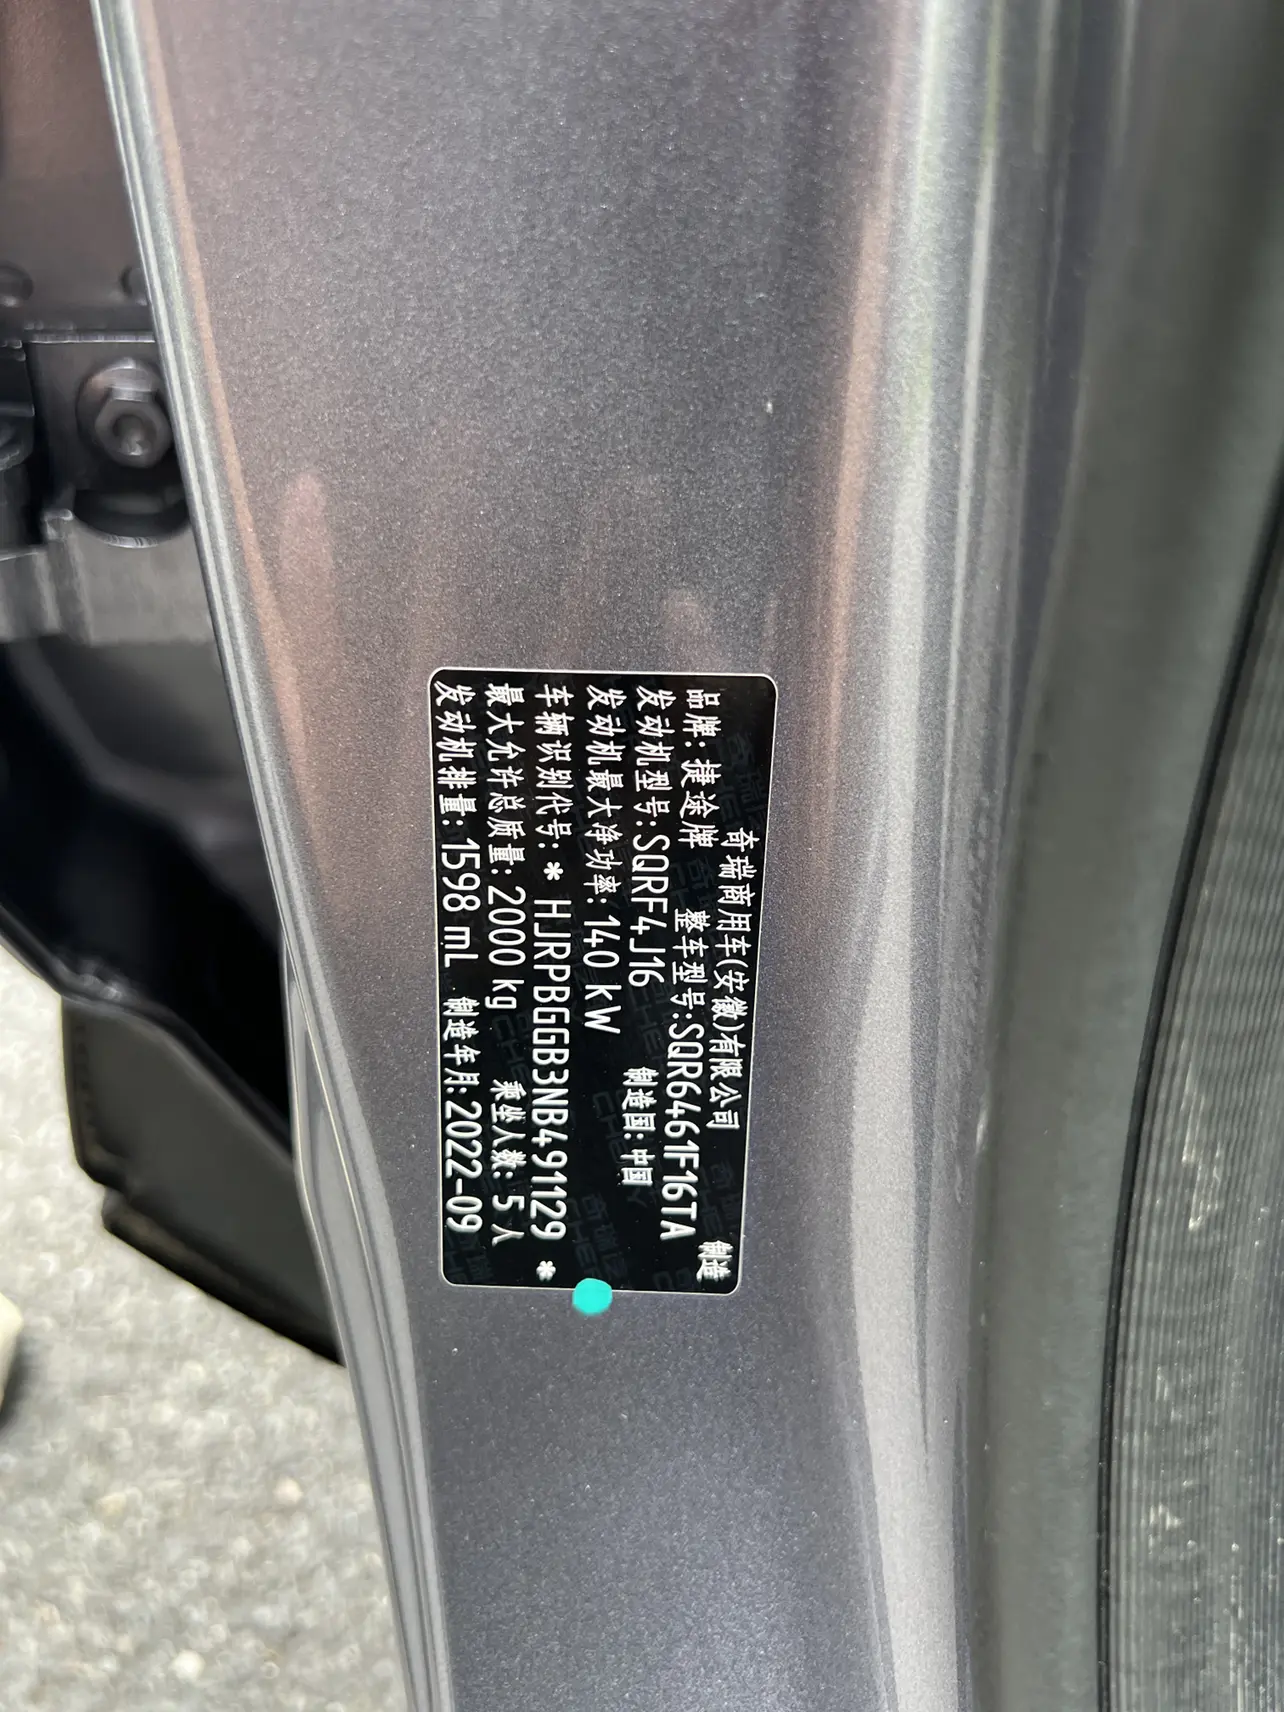 奇瑞商用车(安徽)有限公司 制造
品牌:捷途牌 整车型号:SQR6461F16TA
发动机型号:SQRF4J16 制造国:中国
发动机最大净功率:140 kW
车辆识别代号:* HJRPBGGB3NB491129 *
最大允许总质量:2000 kg 乘坐人数:5人
发动机排量:1598 mL 制造年月:2022-09